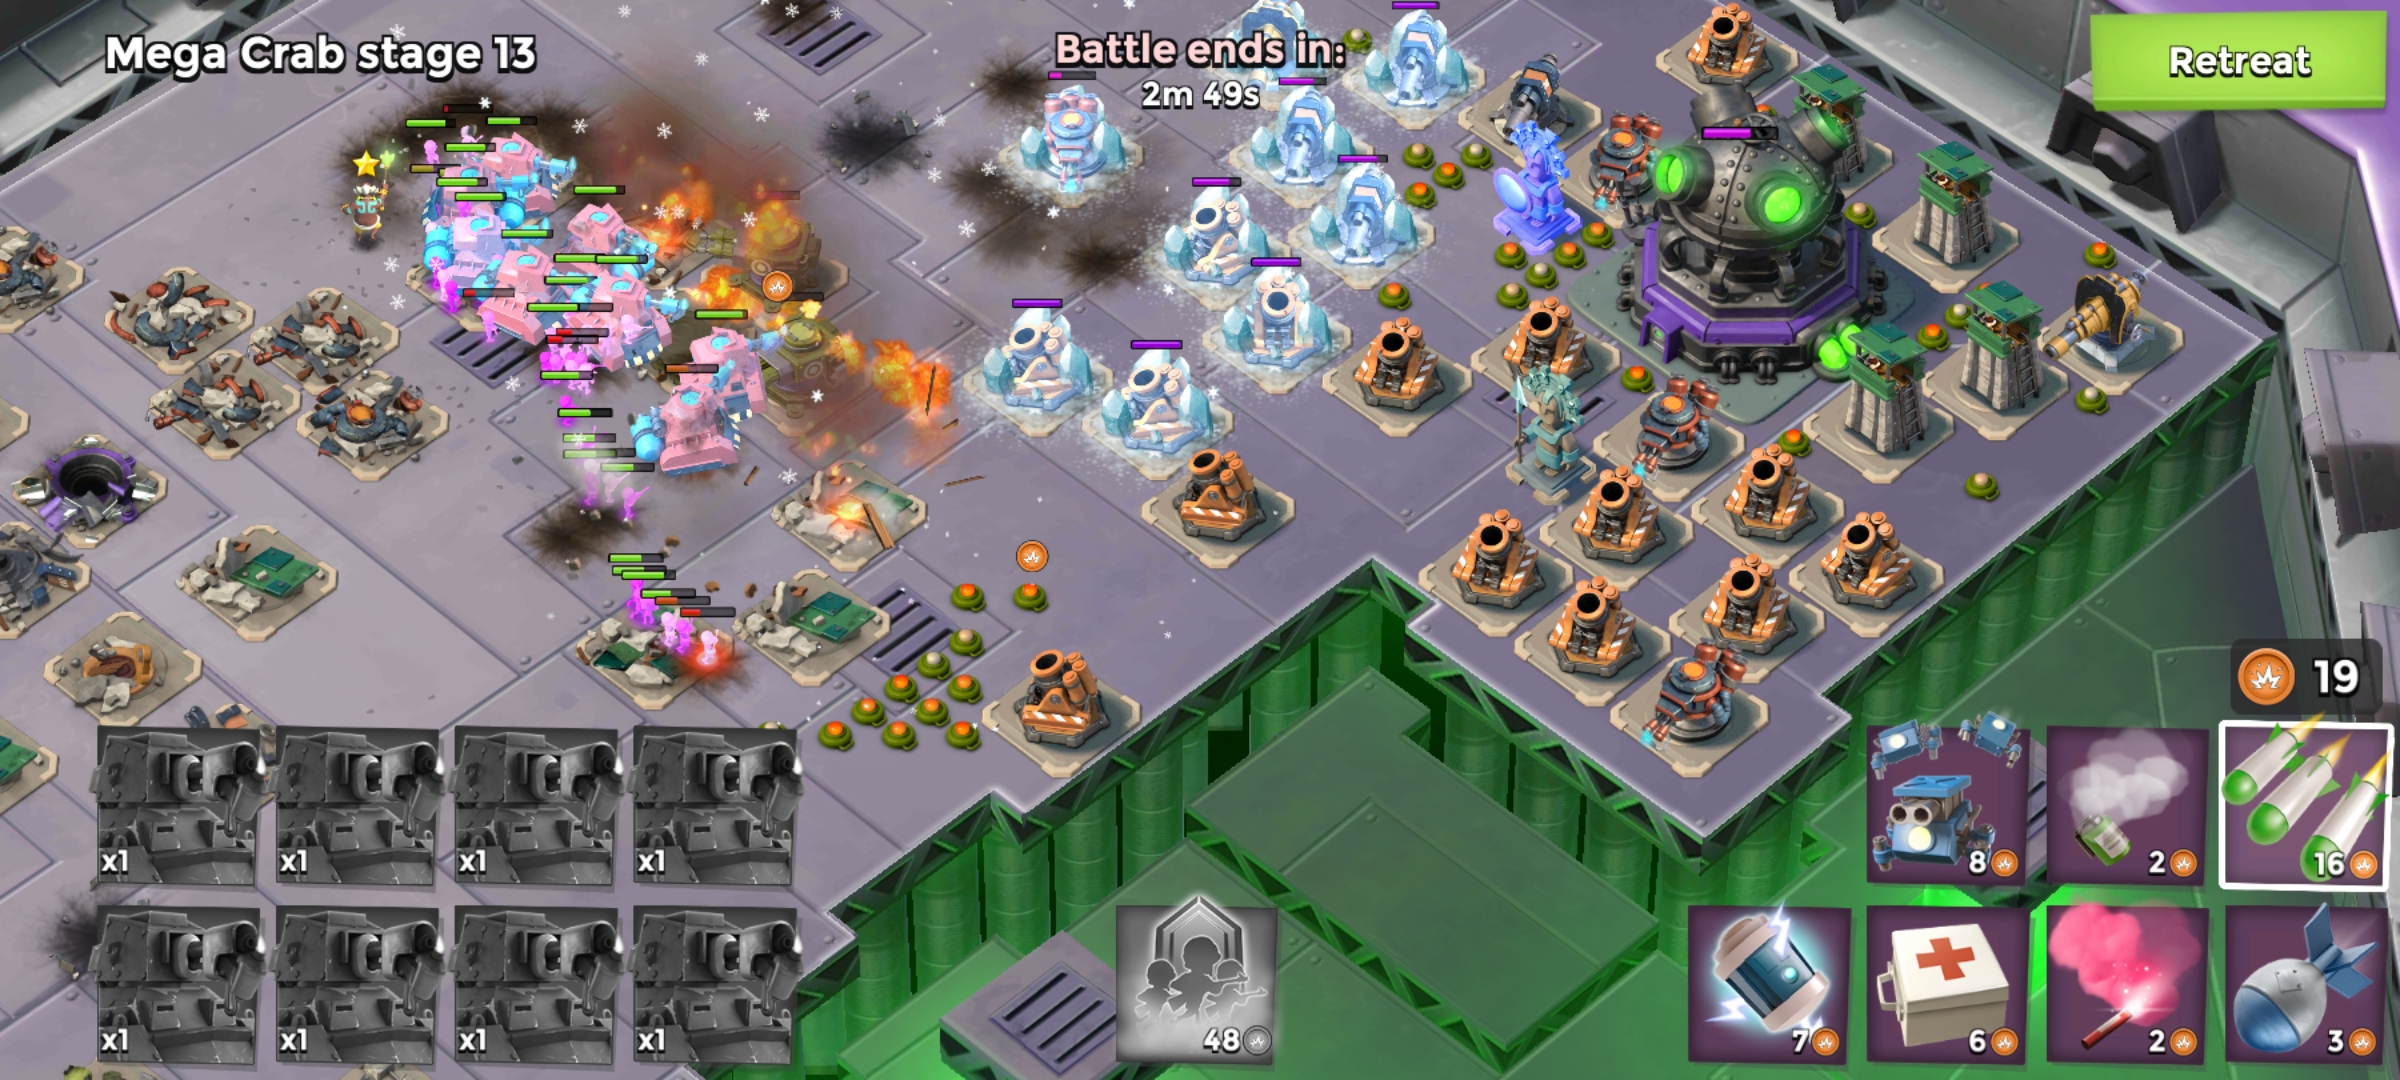 Mega Crab stage 13
Battle ends in:
2m 49s
Retreat
19
8
2
16
x1
x1
x1
x1
x1
x1
x1
x1
48
7
6
2
3